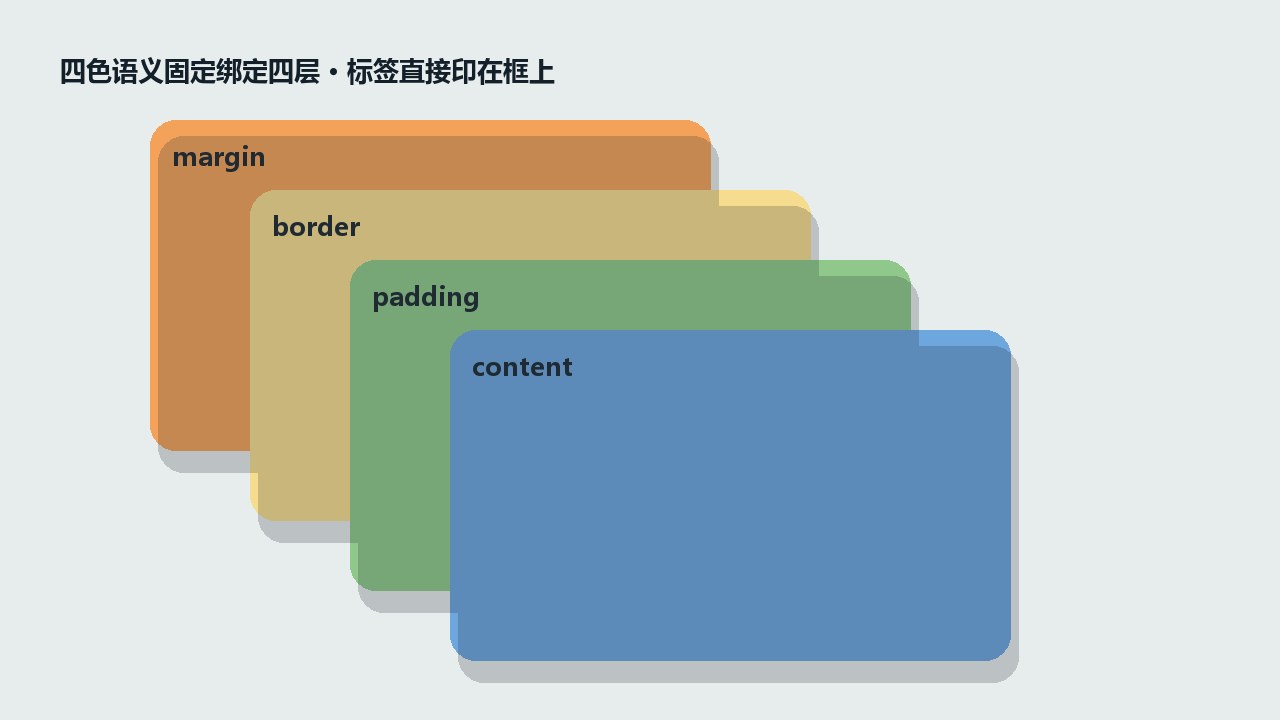 四色语义固定绑定四层 · 标签直接印在框上
margin
border
padding
content